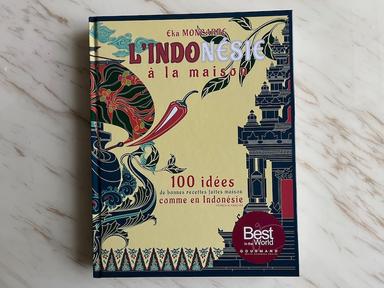 Eka MONCARRE
L'INDONÉSIE
à la maison
100 idées
de bonnes recettes faites maison
comme en Indonésie
Best
in the World
GOURMAND